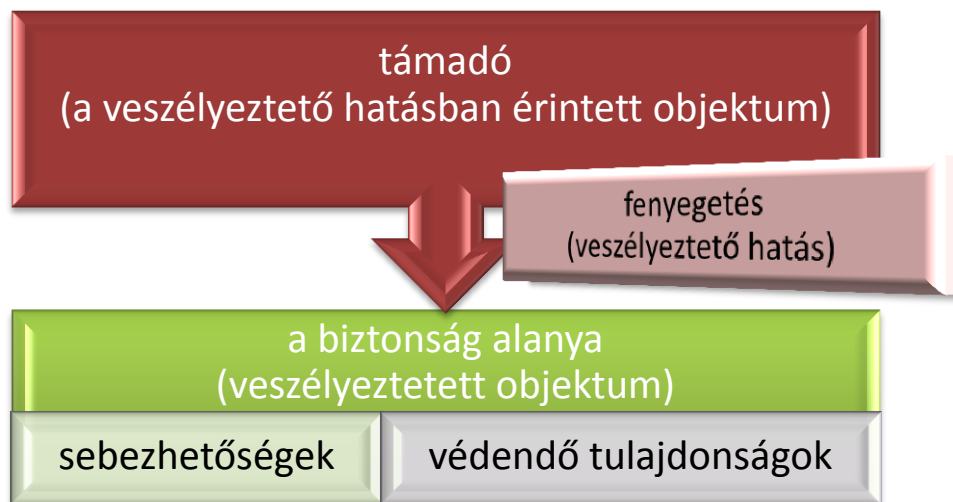 támadó
(a veszélyeztető hatásban érintett objektum)
fenyegetés
(veszélyeztető hatás)
a biztonság alanya
(veszélyeztetett objektum)
sebezhetőségek
védendő tulajdonságok